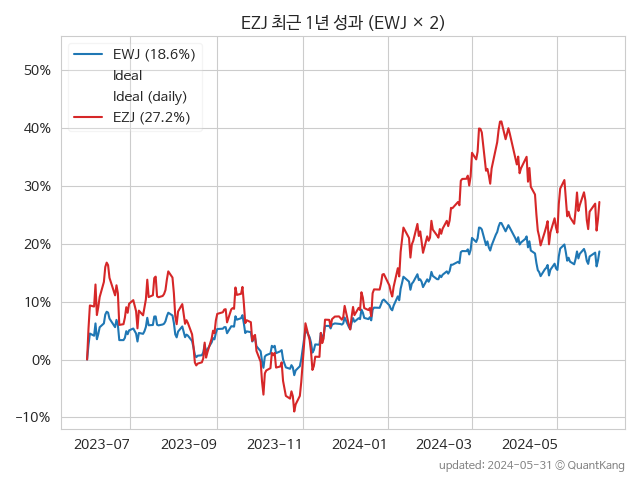 EZJ 최근 1년 성과 (EWJ × 2)
EWJ (18.6%)
Ideal
Ideal (daily)
EZJ (27.2%)
50%
40%
30%
20%
10%
0%
−10%
2023-07
2023-09
2023-11
2024-01
2024-03
2024-05
updated: 2024-05-31 © QuantKang